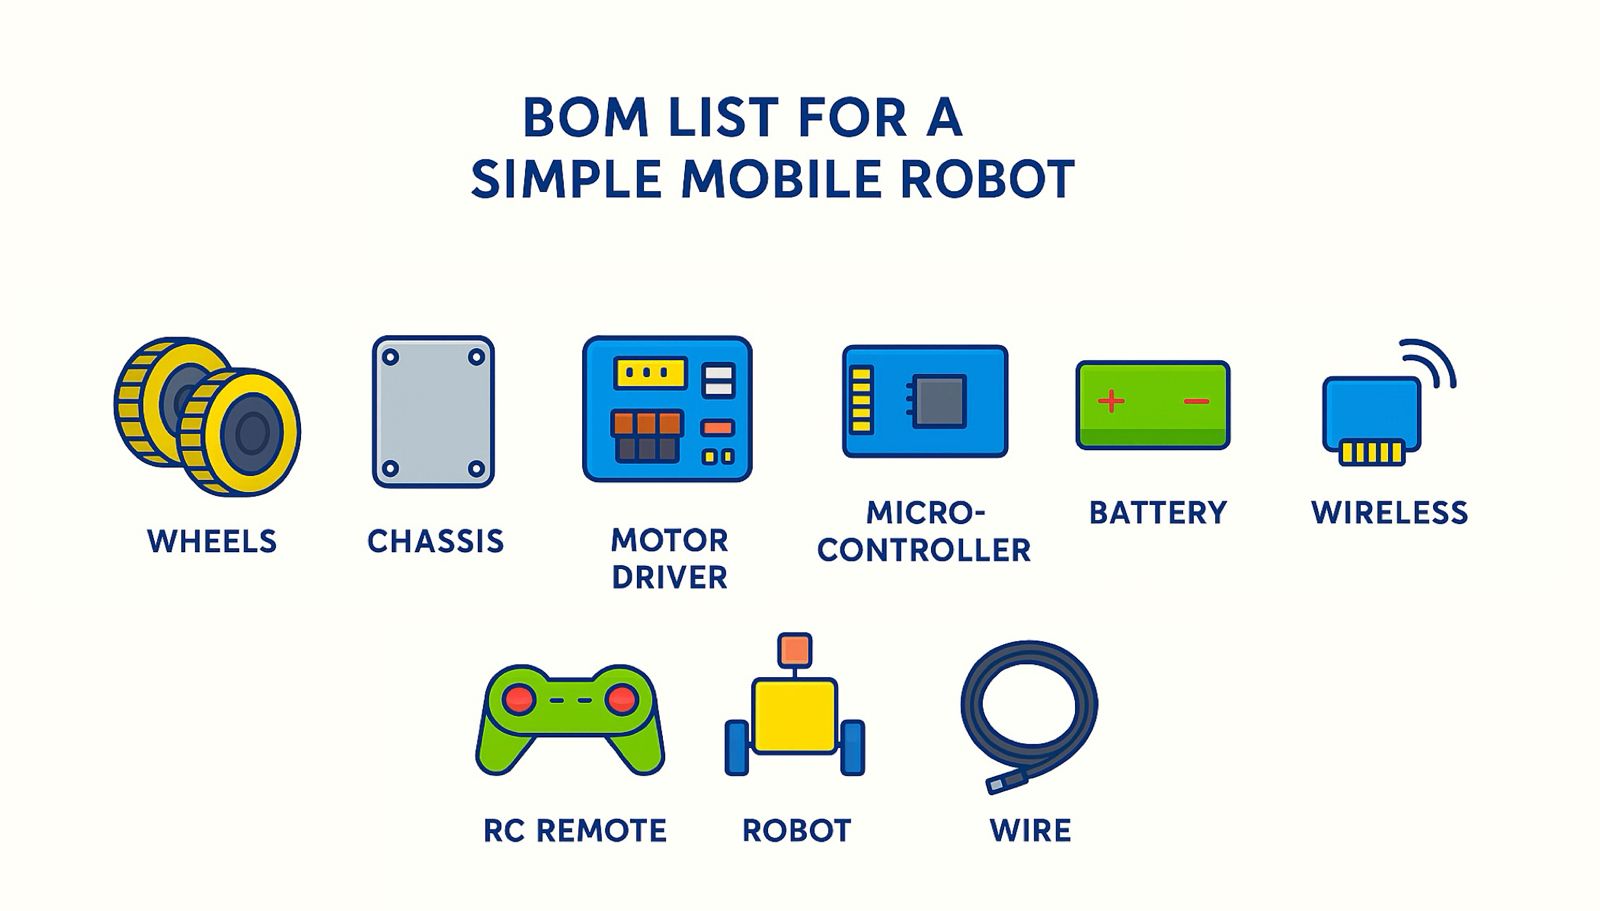 BOM LIST FOR A
SIMPLE MOBILE ROBOT
WHEELS
CHASSIS
MOTOR
DRIVER
MICRO-
CONTROLLER
BATTERY
WIRELESS
RC REMOTE
ROBOT
WIRE